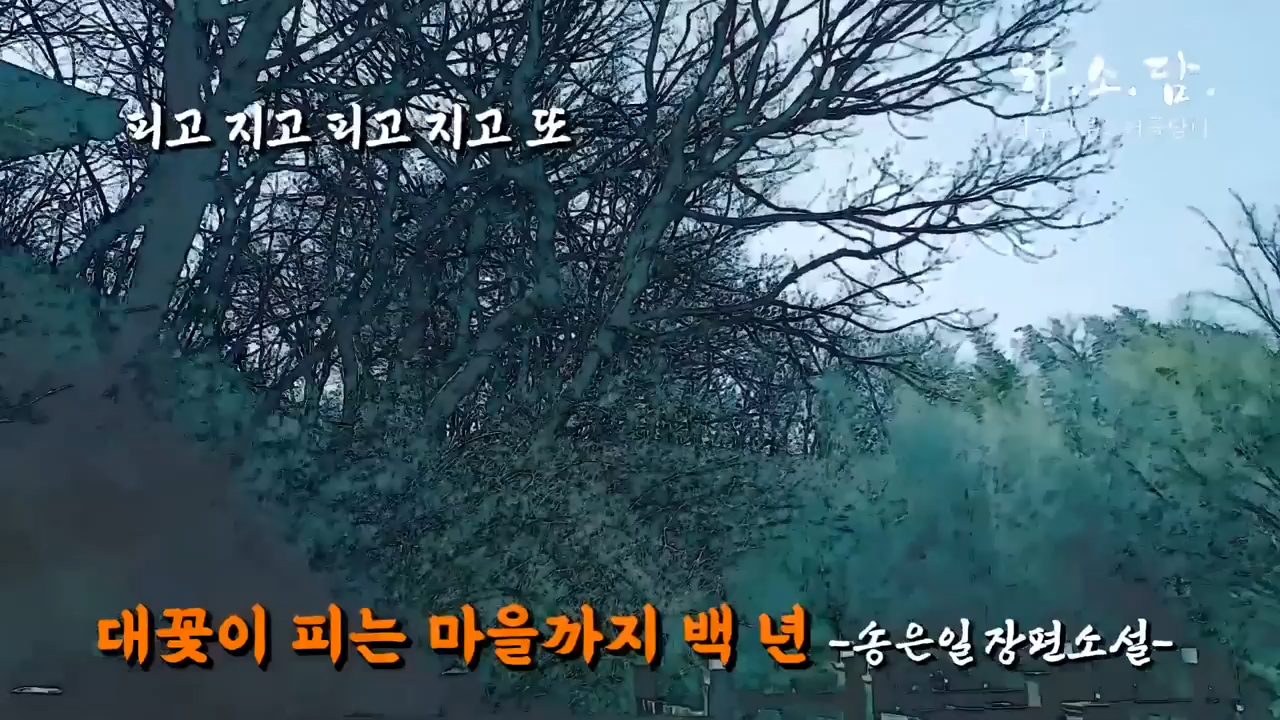 피고 지고 피고 지고 또
대꽃이 피는 마을까지 백 년 -송은일 장편소설-